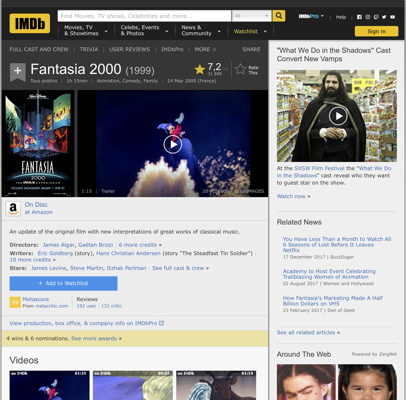 IMDb
Find Movies, TV shows, Celebrities and more...
All
IMDbPro
Help
Movies, TV
& Showtimes
Celebs, Events
& Photos
News &
Community
Watchlist
Sign in
FULL CAST AND CREW | TRIVIA | USER REVIEWS | IMDbPro | MORE
SHARE
+ Fantasia 2000 (1999)
Tous publics | 1h 15min | Animation, Comedy, Family | 24 May 2000 (France)
7,2
Rate
This
FANTASIA
2000
1:15 | Trailer
On Disc
at Amazon
An update of the original film with new interpretations of great works of classical music.
Directors: James Algar, Gaëtan Brizzi | 6 more credits »
Writers: Eric Goldberg (story), Hans Christian Andersen (story "The Steadfast Tin Soldier") |
10 more credits »
Stars: James Levine, Steve Martin, Itzhak Perlman | See full cast & crew »
+ Add to Watchlist
Metascore
From metacritic.com
Reviews
192 user | 131 critic
View production, box office, & company info on IMDbPro
4 wins & 6 nominations. See more awards »
Videos
"What We Do in the Shadows" Cast
Convert New Vamps
At the SXSW Film Festival the "What We Do
in the Shadows" cast reveal who they want
to guest star on the show.
Watch now »
Related News
You Have Less Than a Month to Watch All
6 Seasons of Lost Before It Leaves
Netflix
17 December 2017 | BuzzSugar
Academy to Host Event Celebrating
Trailblazing Women of Animation
02 August 2017 | Women and Hollywood
How Fantasia's Marketing Made A Half
Billion Dollars on VHS
23 February 2017 | Den of Geek
See all related articles »
Around The Web
Powered by ZergNet